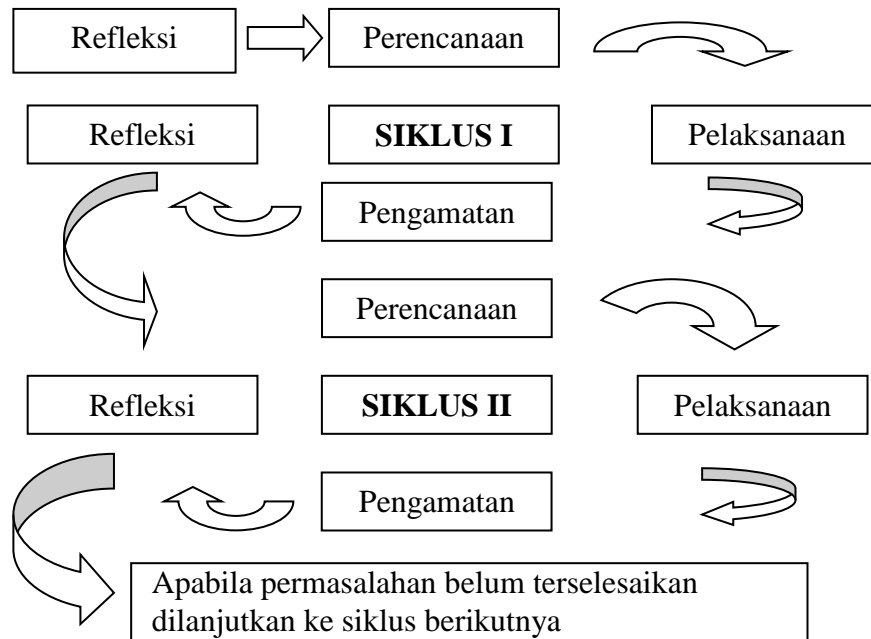 Refleksi
Perencanaan
Refleksi
SIKLUS I
Pelaksanaan
Pengamatan
Perencanaan
Refleksi
SIKLUS II
Pelaksanaan
Pengamatan
Apabila permasalahan belum terselesaikan
dilanjutkan ke siklus berikutnya